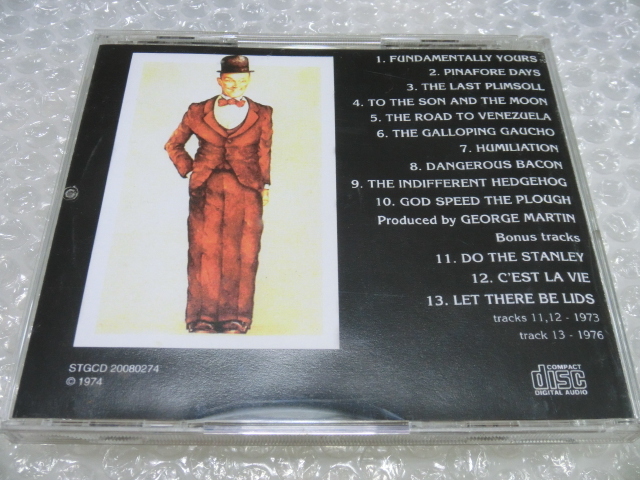 1. FUNDAMENTALLY YOURS
2. PINAFORE DAYS
3. THE LAST PLIMSOLL
4. TO THE SON AND THE MOON
5. THE ROAD TO VENEZUELA
6. THE GALLOPING GAUCHO
7. HUMILIATION
8. DANGEROUS BACON
9. THE INDIFFERENT HEDGEHOG
10. GOD SPEED THE PLOUGH
Produced by GEORGE MARTIN
Bonus tracks
11. DO THE STANLEY
12. C'EST LA VIE
13. LET THERE BE LIDS
tracks 11,12 - 1973
track 13 - 1976
STGCD 20080274
© 1974
COMPACT
disc
DIGITAL AUDIO